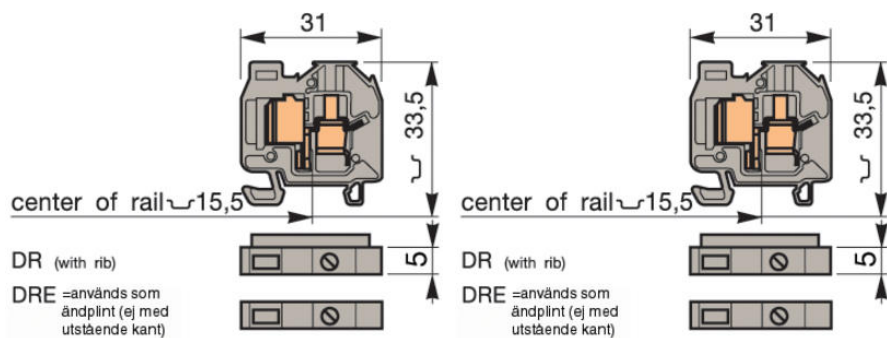 31
33,5
center of rail 15,5
DR (with rib)
5
DRE =används som
ändplint (ej med
utstående kant)
31
33,5
center of rail 15,5
DR (with rib)
5
DRE =används som
ändplint (ej med
utstående kant)